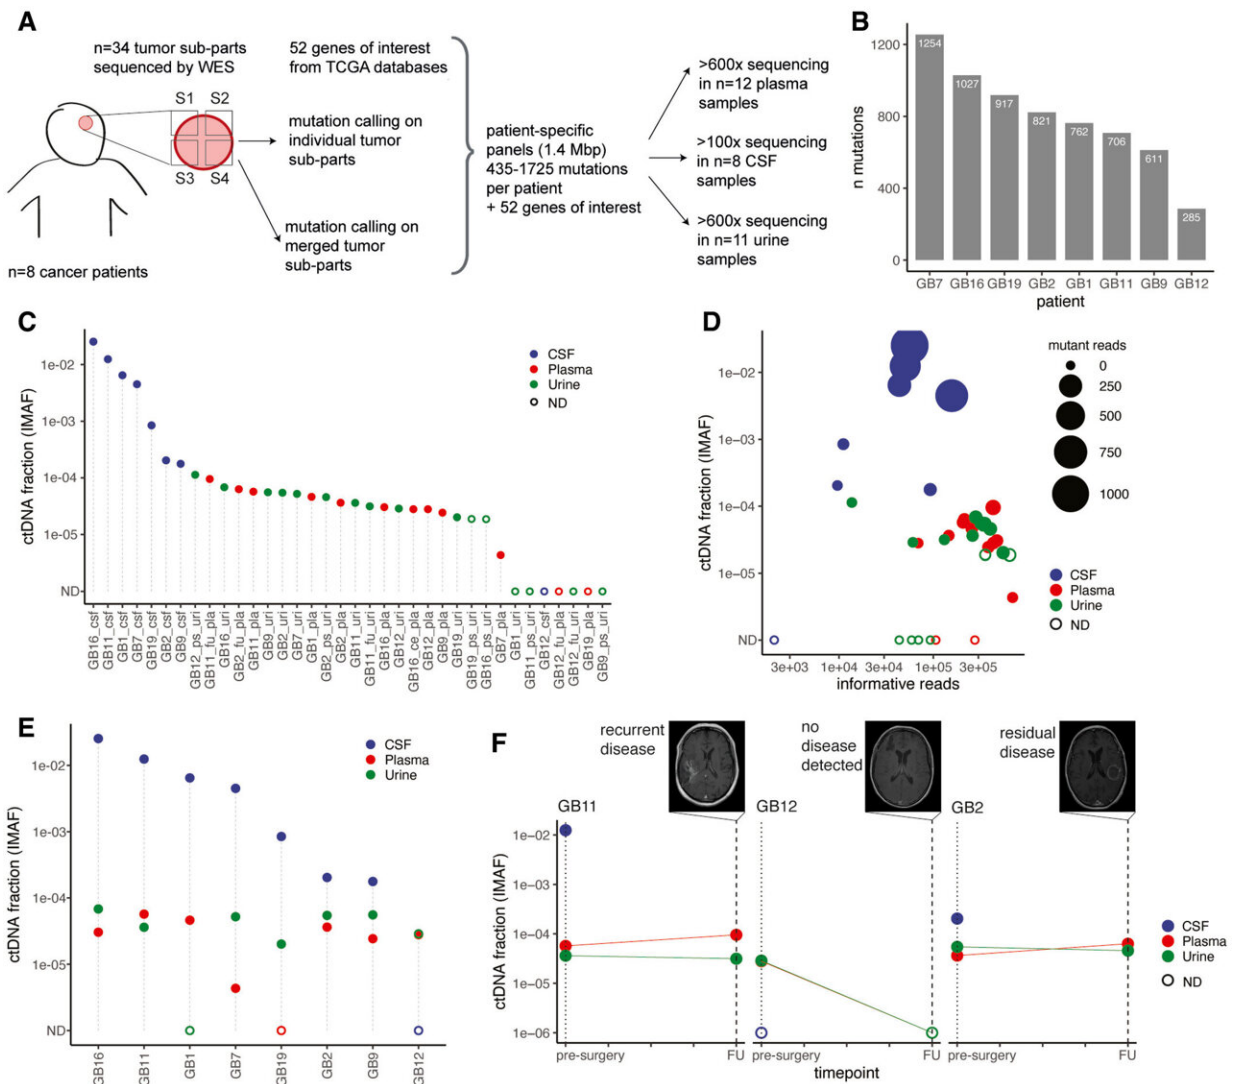 A
n=34 tumor sub-parts
sequenced by WES
52 genes of interest
from TCGA databases
S1 S2
S3 S4
mutation calling on
individual tumor
sub-parts
mutation calling on
merged tumor
sub-parts
n=8 cancer patients
patient-specific
panels (1.4 Mbp)
435-1725 mutations
per patient
+ 52 genes of interest
>600x sequencing
in n=12 plasma
samples
>100x sequencing
in n=8 CSF
samples
>600x sequencing
in n=11 urine
samples
B
n mutations
1200
800
400
0
1254
1027
917
821
762
706
611
285
GB7 GB16 GB19 GB2 GB1 GB11 GB9 GB12
patient
C
ctDNA fraction (IMAF)
1e-02
1e-03
1e-04
1e-05
ND
CSF
Plasma
Urine
ND
GB16_csf
GB11_csf
GB1_csf
GB7_csf
GB19_csf
GB2_csf
GB9_csf
GB12_ps_uri
GB11_fu_pla
GB16_uri
GB2_fu_pla
GB11_pla
GB9_uri
GB2_uri
GB7_uri
GB1_pla
GB2_ps_uri
GB2_pla
GB11_uri
GB11_fu_uri
GB16_pla
GB12_uri
GB16_ce_pla
GB9_pla
GB19_uri
GB19_ps_uri
GB16_ps_uri
GB7_pla
GB1_uri
GB11_ps_uri
GB12_csf
GB12_fu_pla
GB12_fu_uri
GB19_pla
GB9_ps_uri
D
ctDNA fraction (IMAF)
1e-02
1e-03
1e-04
1e-05
ND
3e+03 1e+04 3e+04 1e+05 3e+05
informative reads
mutant reads
0
250
500
750
1000
CSF
Plasma
Urine
ND
E
ctDNA fraction (IMAF)
1e-02
1e-03
1e-04
1e-05
ND
CSF
Plasma
Urine
GB16
GB11
GB1
GB7
GB19
GB2
GB9
GB12
F
recurrent
disease
no
disease
detected
residual
disease
GB11
GB12
GB2
ctDNA fraction (IMAF)
1e-02
1e-03
1e-04
1e-05
1e-06
pre-surgery FU pre-surgery FU pre-surgery FU
timepoint
CSF
Plasma
Urine
ND